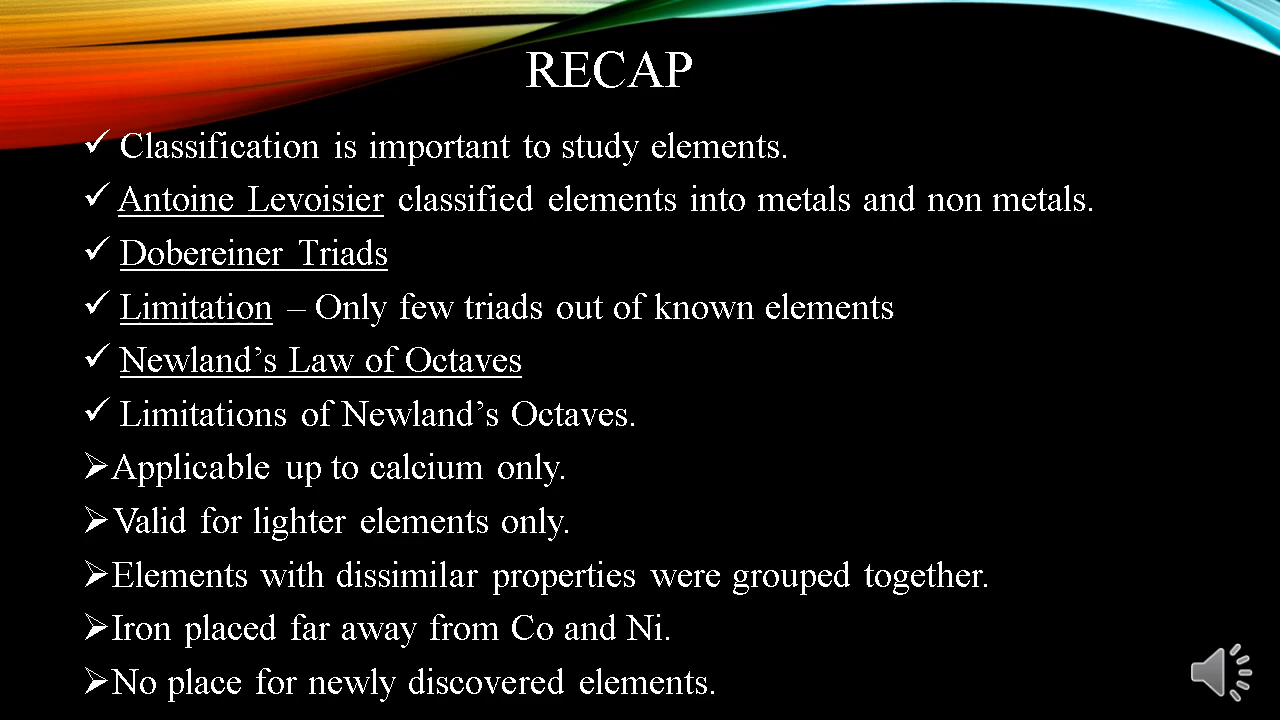 RECAP
✓ Classification is important to study elements.
✓ Antoine Levoisier classified elements into metals and non metals.
✓ Dobereiner Triads
✓ Limitation – Only few triads out of known elements
✓ Newland’s Law of Octaves
✓ Limitations of Newland’s Octaves.
➢Applicable up to calcium only.
➢Valid for lighter elements only.
➢Elements with dissimilar properties were grouped together.
➢Iron placed far away from Co and Ni.
➢No place for newly discovered elements.